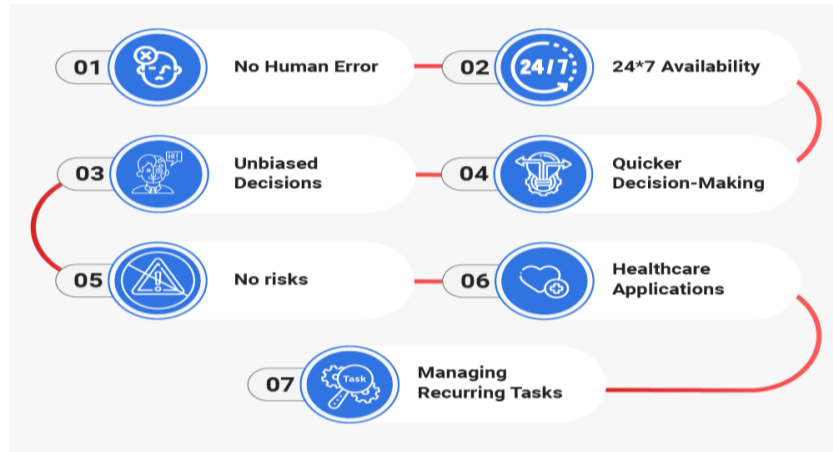 01
No Human Error
02
24/7
24*7 Availability
03
HI!
Unbiased
Decisions
04
Quicker
Decision-Making
05
No risks
06
Healthcare
Applications
07
Task
Managing
Recurring Tasks